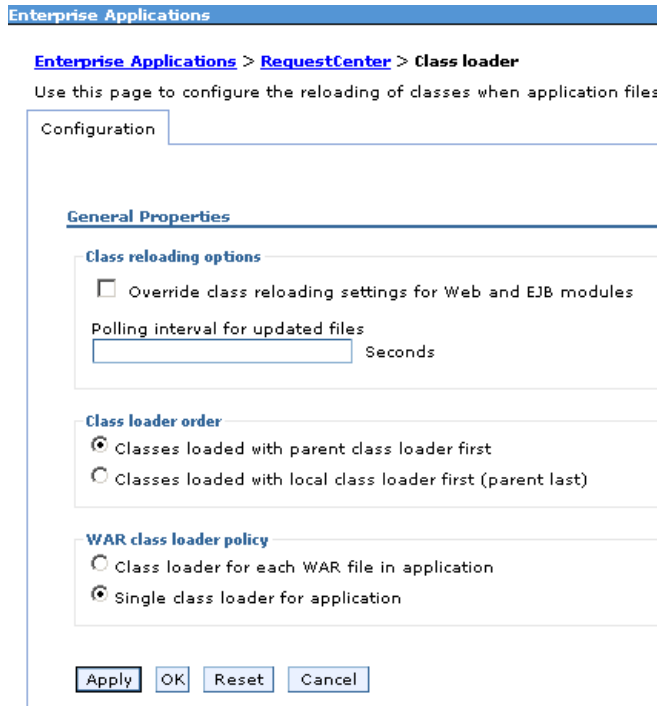 Enterprise Applications
Enterprise Applications > RequestCenter > Class loader
Use this page to configure the reloading of classes when application files
Configuration
General Properties
Class reloading options
Override class reloading settings for Web and EJB modules
Polling interval for updated files
Seconds
Class loader order
Classes loaded with parent class loader first
Classes loaded with local class loader first (parent last)
WAR class loader policy
Class loader for each WAR file in application
Single class loader for application
Apply OK Reset Cancel